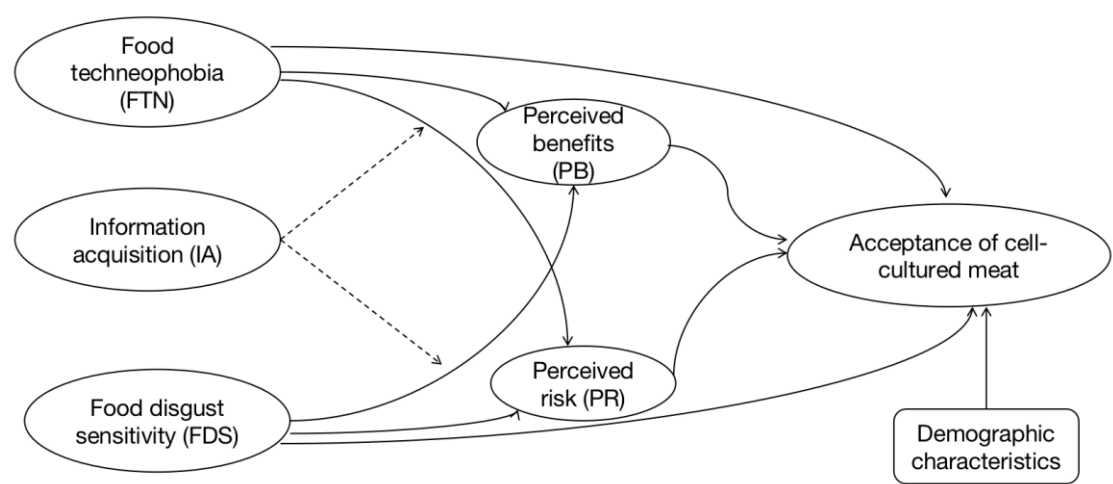 Food
techneophobia
(FTN)
Perceived
benefits
(PB)
Information
acquisition (IA)
Acceptance of cell-
cultured meat
Perceived
risk (PR)
Food disgust
sensitivity (FDS)
Demographic
characteristics